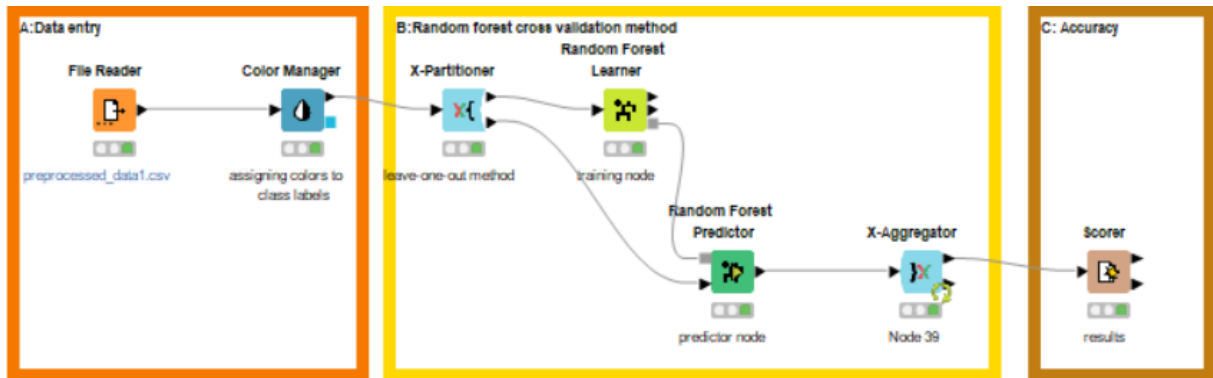 A:Data entry
File Reader
preprocessed_data1.csv
Color Manager
assigning colors to
class labels
B:Random forest cross validation method
X-Partitioner
leave-one-out method
Random Forest
Learner
training node
Random Forest
Predictor
predictor node
X-Aggregator
Node 39
C: Accuracy
Scorer
results